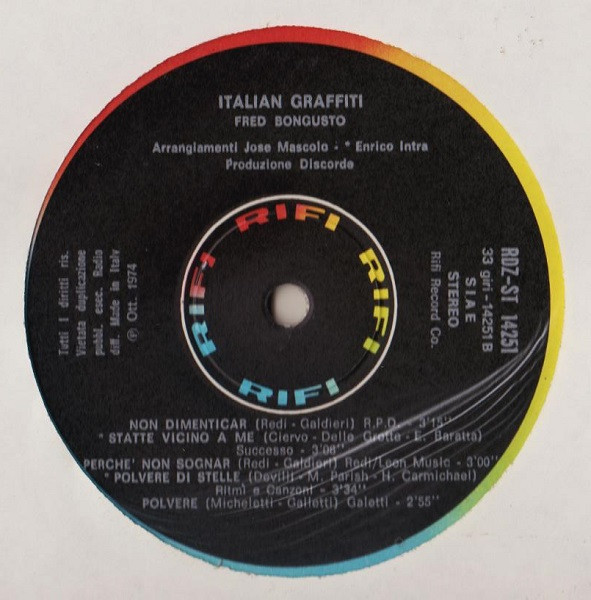 ITALIAN GRAFFITI
FRED BONGUSTO
Arrangiamenti Jose Mascolo - * Enrico Intra
Produzione Discorde
RIFI
RIFI
RIFI
RIFI
RIFI
Tutti i diritti ris.
Vietata duplicazione
pubbl. esec. Radio
diff. Made in Italy
℗ Ott. 1974
RDZ-ST 14251
33 giri-14251 B
SIAE
STEREO
Rifi Record Co.
NON DIMENTICAR (Redi - Galdieri) R.P.D. - 3'15''
* STATTE VICINO A ME (Ciervo - Delle Grotte - E. Baratta)
Successo - 3'08''
PERCHE' NON SOGNAR (Redi - Galdieri) Redi/Leon Music - 3'00''
* POLVERE DI STELLE (Devilli - M. Parish - H. Carmichael)
Ritmi e Canzoni - 3'34''
POLVERE (Micheletti - Galletti) Galetti - 2'55''